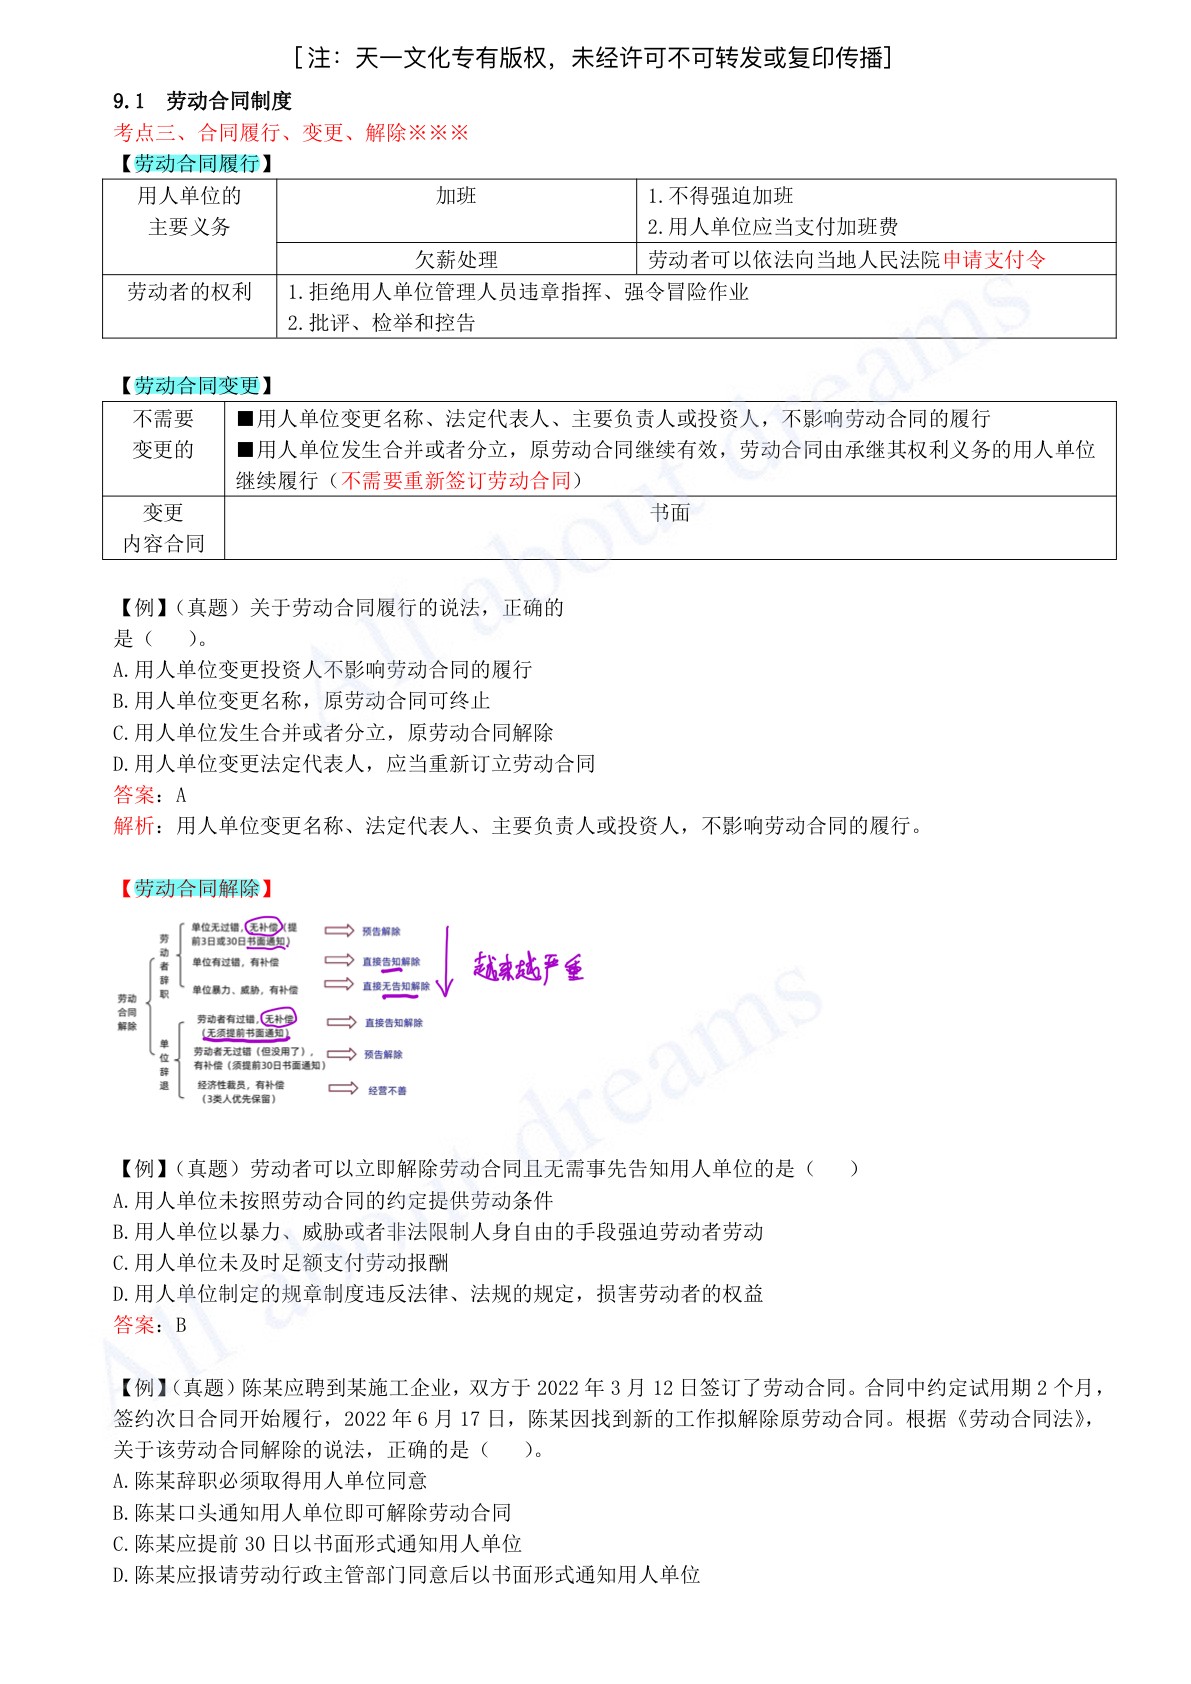 [注：天一文化专有版权，未经许可不可转发或复印传播]
9.1 劳动合同制度
考点三、合同履行、变更、解除※※※
【劳动合同履行】
用人单位的
主要义务
加班
1.不得强迫加班
2.用人单位应当支付加班费
欠薪处理
劳动者可以依法向当地人民法院申请支付令
劳动者的权利
1.拒绝用人单位管理人员违章指挥、强令冒险作业
2.批评、检举和控告
【劳动合同变更】
不需要
变更的
■用人单位变更名称、法定代表人、主要负责人或投资人，不影响劳动合同的履行
■用人单位发生合并或者分立，原劳动合同继续有效，劳动合同由承继其权利义务的用人单位
继续履行（不需要重新签订劳动合同）
变更
内容合同
书面
【例】（真题）关于劳动合同履行的说法，正确的
是（　　）。
A.用人单位变更投资人不影响劳动合同的履行
B.用人单位变更名称，原劳动合同可终止
C.用人单位发生合并或者分立，原劳动合同解除
D.用人单位变更法定代表人，应当重新订立劳动合同
答案：A
解析：用人单位变更名称、法定代表人、主要负责人或投资人，不影响劳动合同的履行。
【劳动合同解除】
劳动
合同
解除
劳动者辞职
单位无过错，无补偿（提
前3日或30日书面通知）
预告解除
单位有过错，有补偿
直接告知解除
单位暴力、威胁，有补偿
直接无告知解除
越来越严重
单位辞退
劳动者有过错，无补偿
（无须提前书面通知）
直接告知解除
劳动者无过错（但没用了），
有补偿（须提前30日书面通知）
预告解除
经济性裁员，有补偿
（3类人优先保留）
经营不善
【例】（真题）劳动者可以立即解除劳动合同且无需事先告知用人单位的是（　　）
A.用人单位未按照劳动合同的约定提供劳动条件
B.用人单位以暴力、威胁或者非法限制人身自由的手段强迫劳动者劳动
C.用人单位未及时足额支付劳动报酬
D.用人单位制定的规章制度违反法律、法规的规定，损害劳动者的权益
答案：B
【例】（真题）陈某应聘到某施工企业，双方于 2022 年 3 月 12 日签订了劳动合同。合同中约定试用期 2 个月，
签约次日合同开始履行，2022 年 6 月 17 日，陈某因找到新的工作拟解除原劳动合同。根据《劳动合同法》，
关于该劳动合同解除的说法，正确的是（　　）。
A.陈某辞职必须取得用人单位同意
B.陈某口头通知用人单位即可解除劳动合同
C.陈某应提前 30 日以书面形式通知用人单位
D.陈某应报请劳动行政主管部门同意后以书面形式通知用人单位
All about dreams
All about dreams